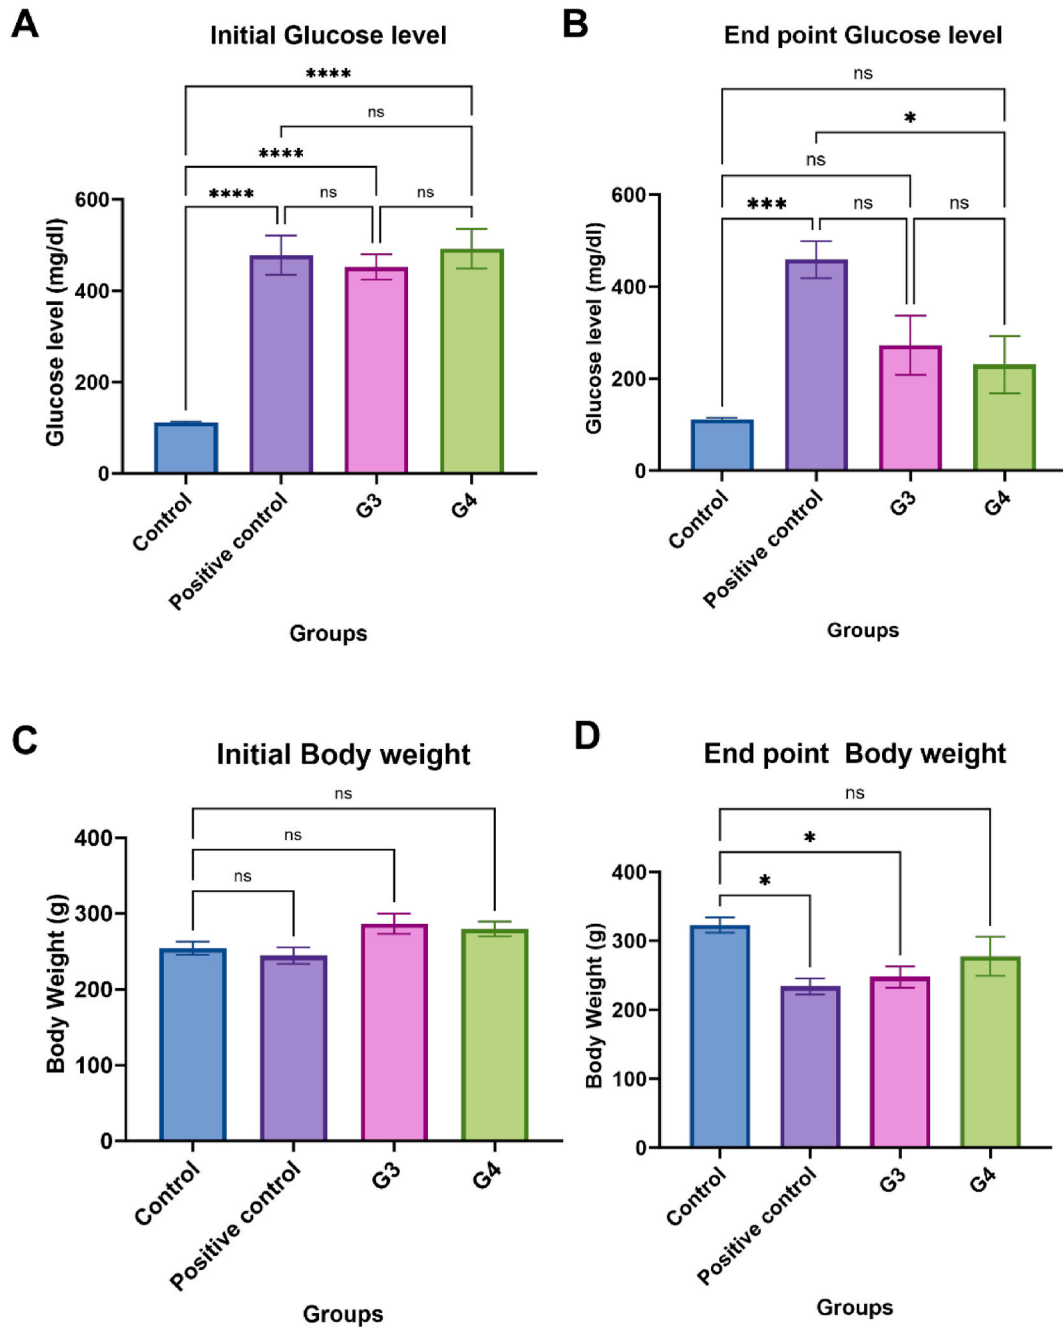 A
Initial Glucose level
****
ns
****
****
ns
ns
Glucose level (mg/dl)
600
400
200
0
Control
Positive control
G3
G4
Groups
B
End point Glucose level
ns
*
ns
***
ns
ns
Glucose level (mg/dl)
600
400
200
0
Control
Positive control
G3
G4
Groups
C
Initial Body weight
ns
ns
ns
Body Weight (g)
400
300
200
100
0
Control
Positive control
G3
G4
Groups
D
End point  Body weight
ns
*
*
Body Weight (g)
400
300
200
100
0
Control
Positive control
G3
G4
Groups